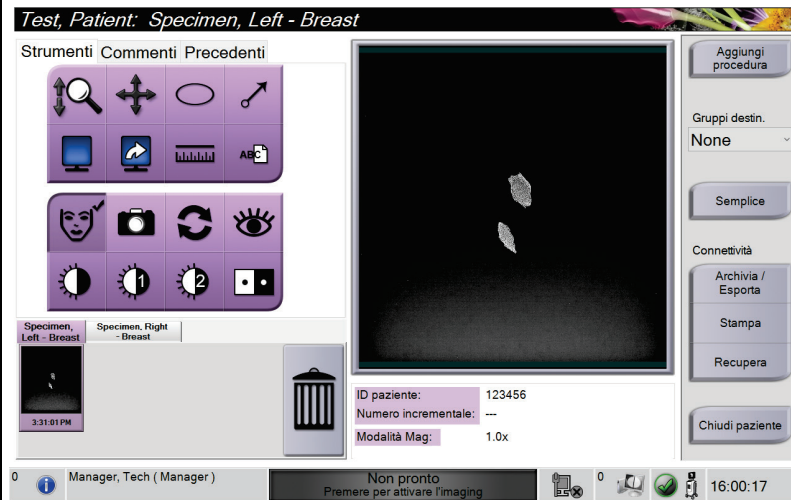 Test, Patient: Specimen, Left - Breast
Strumenti Commenti Precedenti
ABC
1 2
Specimen,
Left - Breast
Specimen, Right
- Breast
3:31:01 PM
ID paziente: 123456
Numero incrementale: ---
Modalità Mag: 1.0x
Aggiungi
procedura
Gruppi destin.
None
Semplice
Connettività
Archivia /
Esporta
Stampa
Recupera
Chiudi paziente
0 Manager, Tech ( Manager )
Non pronto
Premere per attivare l'imaging
0
16:00:17